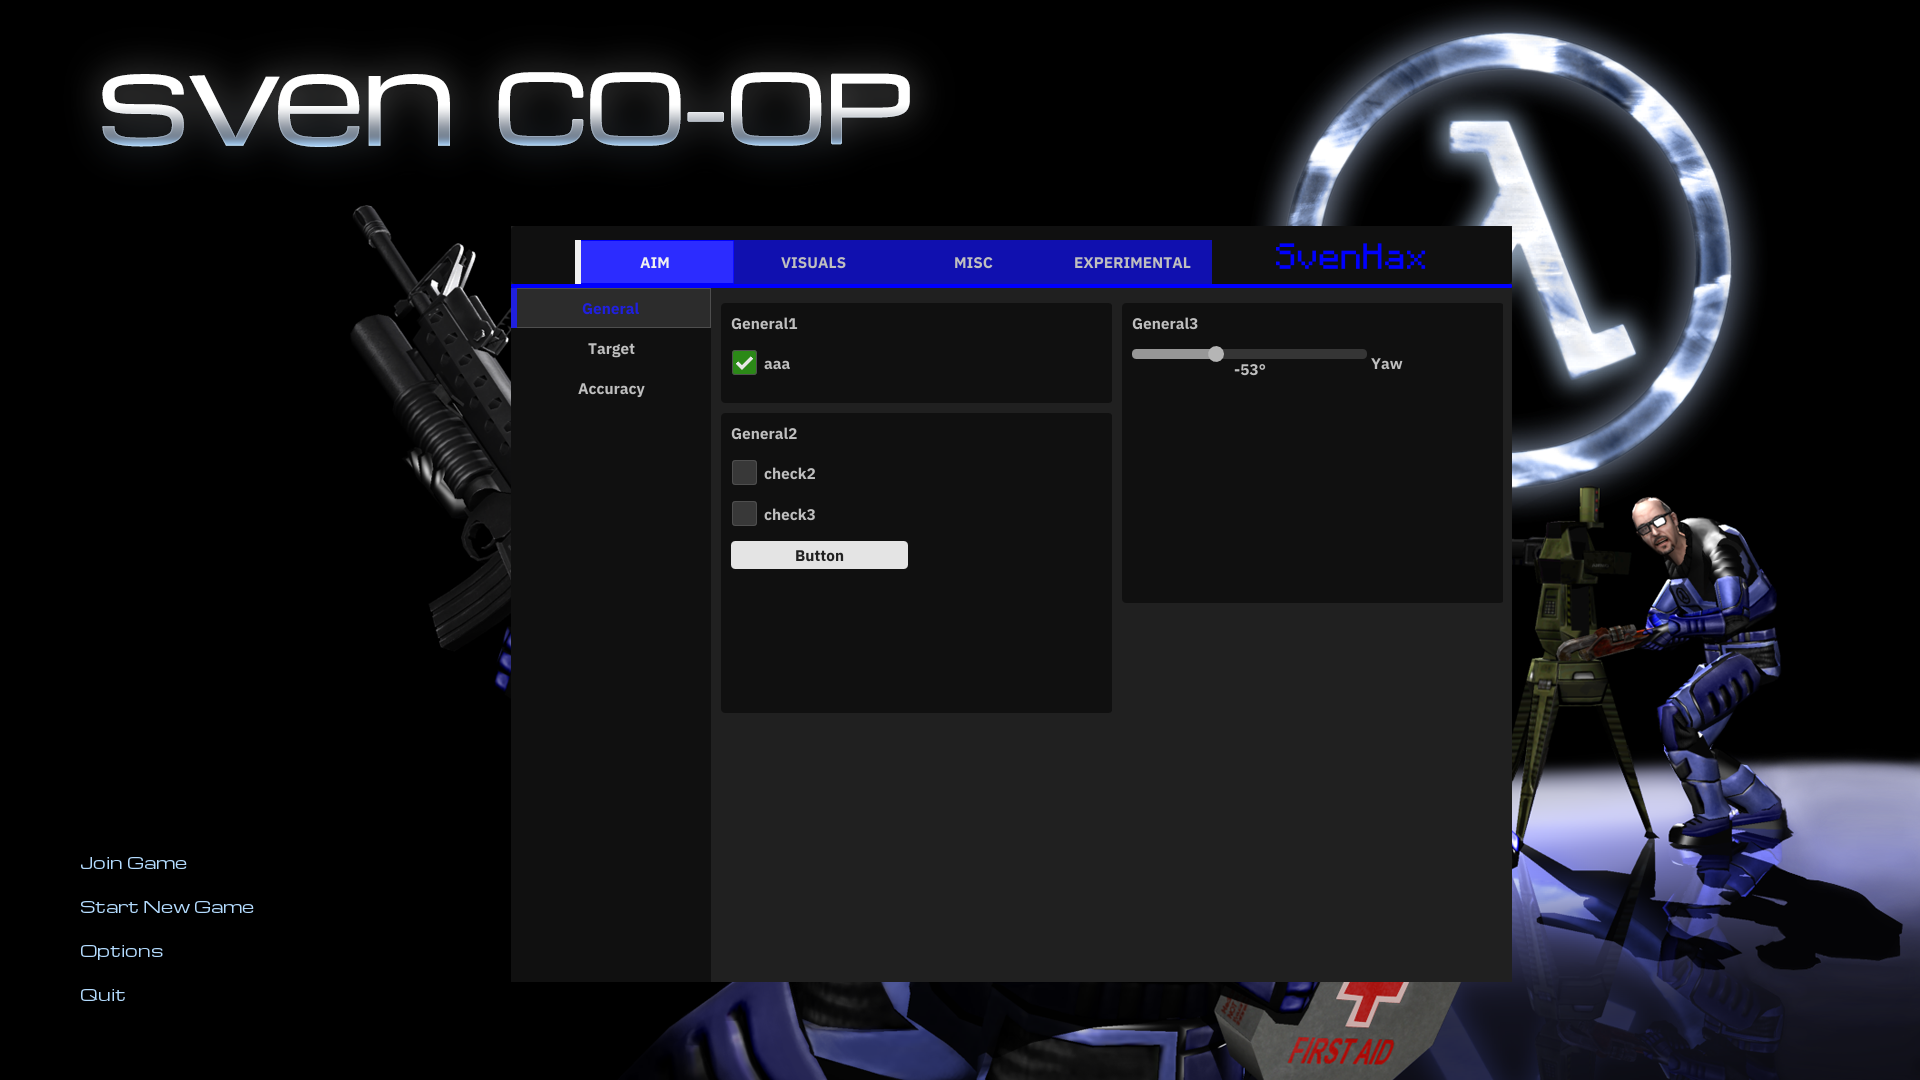 sven CO-OP
AIM VISUALS MISC EXPERIMENTAL SvenHax
General
Target
Accuracy
General1
aaa
General2
check2
check3
Button
General3
-53° Yaw
Join Game
Start New Game
Options
Quit
FIRST AID